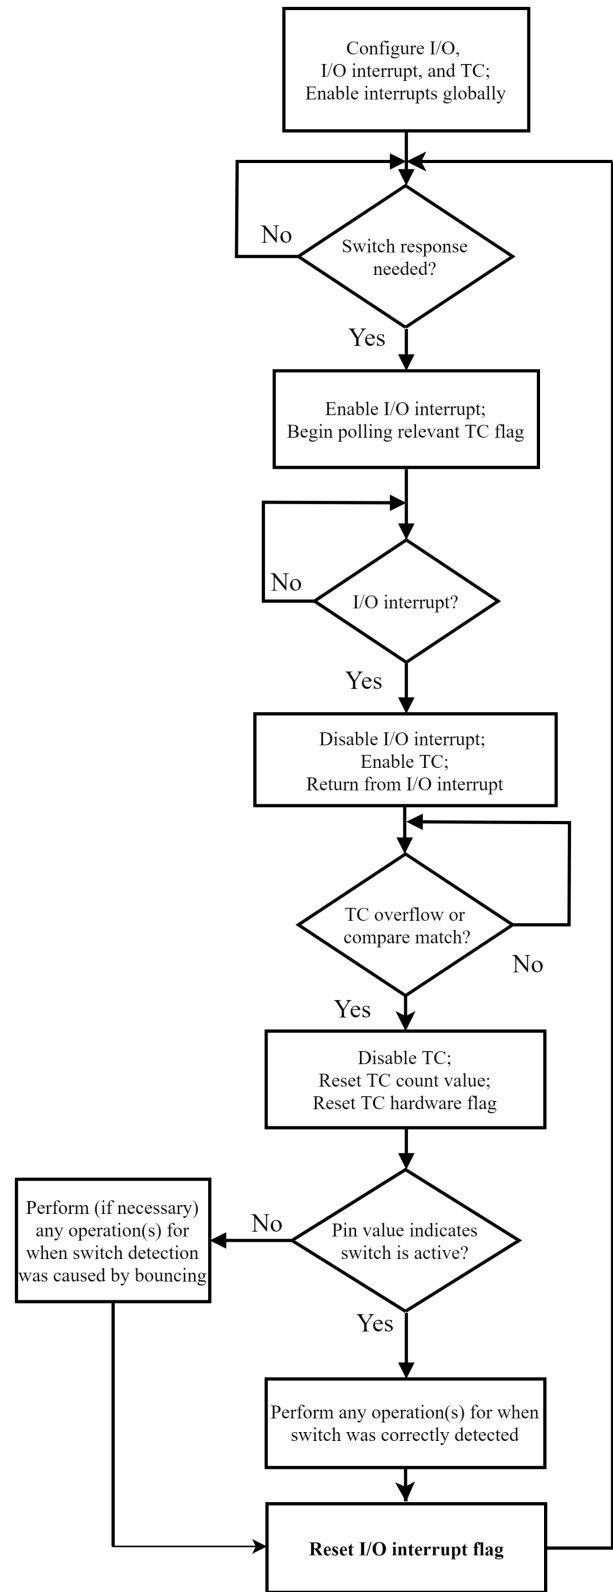 Configure I/O,
I/O interrupt, and TC;
Enable interrupts globally
No
Switch response
needed?
Yes
Enable I/O interrupt;
Begin polling relevant TC flag
No
I/O interrupt?
Yes
Disable I/O interrupt;
Enable TC;
Return from I/O interrupt
TC overflow or
compare match?
No
Yes
Disable TC;
Reset TC count value;
Reset TC hardware flag
Perform (if necessary)
any operation(s) for
when switch detection
was caused by bouncing
No
Pin value indicates
switch is active?
Yes
Perform any operation(s) for when
switch was correctly detected
Reset I/O interrupt flag